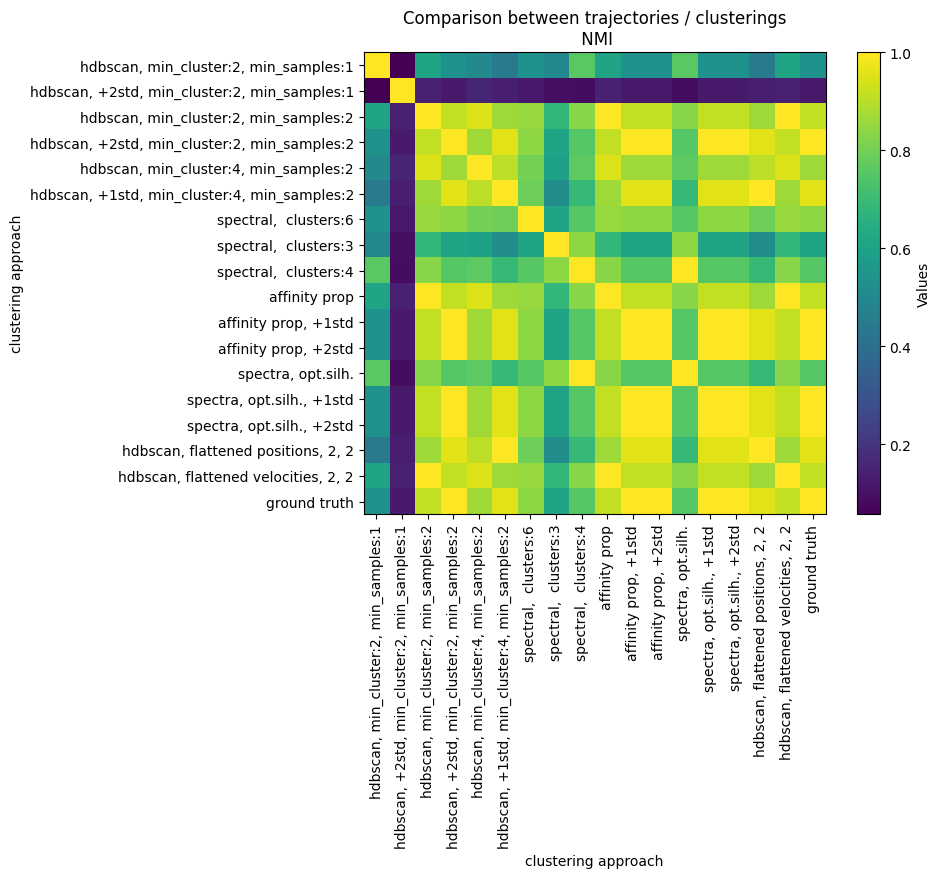 Comparison between trajectories / clusterings
NMI
clustering approach
hdbscan, min_cluster:2, min_samples:1
hdbscan, +2std, min_cluster:2, min_samples:1
hdbscan, min_cluster:2, min_samples:2
hdbscan, +2std, min_cluster:2, min_samples:2
hdbscan, min_cluster:4, min_samples:2
hdbscan, +1std, min_cluster:4, min_samples:2
spectral,  clusters:6
spectral,  clusters:3
spectral,  clusters:4
affinity prop
affinity prop, +1std
affinity prop, +2std
spectra, opt.silh.
spectra, opt.silh., +1std
spectra, opt.silh., +2std
hdbscan, flattened positions, 2, 2
hdbscan, flattened velocities, 2, 2
ground truth
hdbscan, min_cluster:2, min_samples:1
hdbscan, +2std, min_cluster:2, min_samples:1
hdbscan, min_cluster:2, min_samples:2
hdbscan, +2std, min_cluster:2, min_samples:2
hdbscan, min_cluster:4, min_samples:2
hdbscan, +1std, min_cluster:4, min_samples:2
spectral,  clusters:6
spectral,  clusters:3
spectral,  clusters:4
affinity prop
affinity prop, +1std
affinity prop, +2std
spectra, opt.silh.
spectra, opt.silh., +1std
spectra, opt.silh., +2std
hdbscan, flattened positions, 2, 2
hdbscan, flattened velocities, 2, 2
ground truth
clustering approach
1.0
0.8
0.6
0.4
0.2
Values